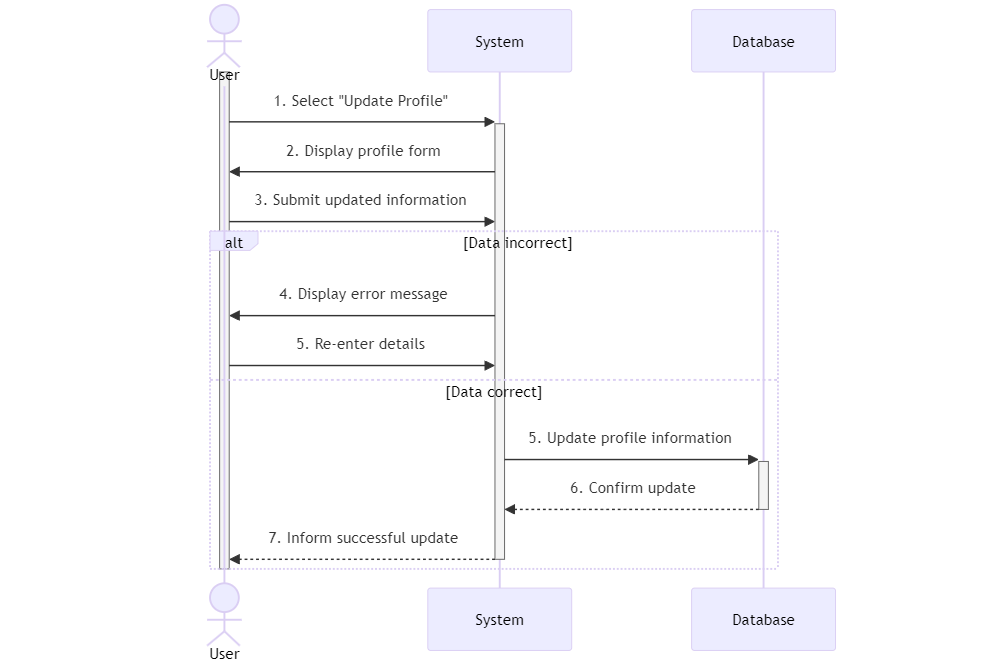 User
System
Database
1. Select "Update Profile"
2. Display profile form
3. Submit updated information
alt
[Data incorrect]
4. Display error message
5. Re-enter details
[Data correct]
5. Update profile information
6. Confirm update
7. Inform successful update
User
System
Database